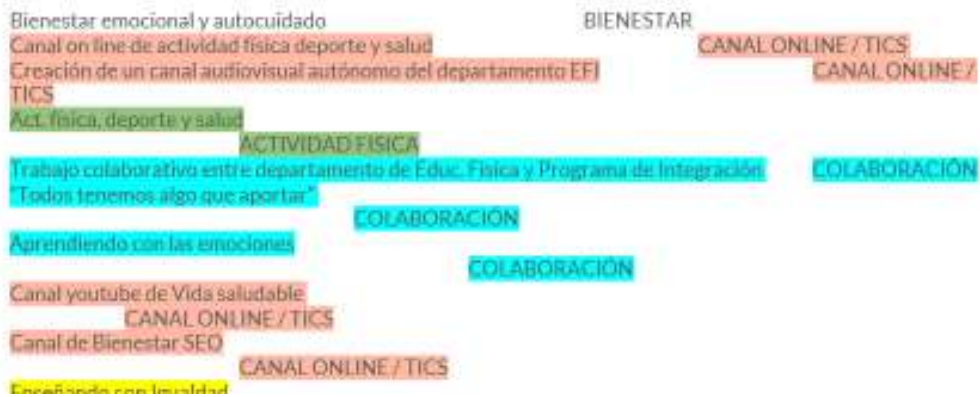 Bienestar emocional y autocuidado BIENESTAR
Canal on line de actividad física deporte y salud CANAL ONLINE / TICS
Creación de un canal audiovisual autónomo del departamento EFI CANAL ONLINE /
TICS
Act. física, deporte y salud
ACTIVIDAD FISICA
Trabajo colaborativo entre departamento de Educ. Física y Programa de Integración COLABORACIÓN
"Todos tenemos algo que aportar"
COLABORACIÓN
Aprendiendo con las emociones
COLABORACIÓN
Canal youtube de Vida saludable
CANAL ONLINE / TICS
Canal de Bienestar SEO
CANAL ONLINE / TICS
Enseñando con Igualdad